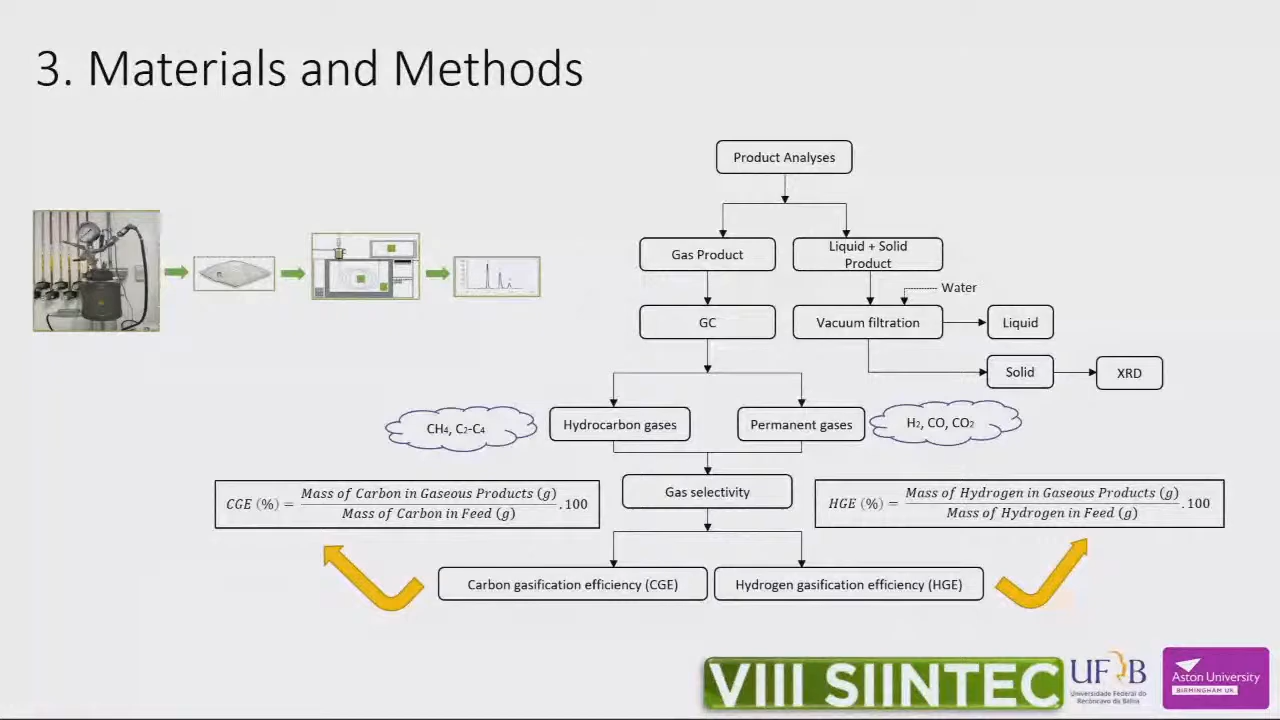 3. Materials and Methods
Product Analyses
Gas Product
Liquid + Solid
Product
Water
GC
Vacuum filtration
Liquid
Solid
XRD
CH4, C2-C4
Hydrocarbon gases
Permanent gases
H2, CO, CO2
Gas selectivity
CGE (%) = Mass of Carbon in Gaseous Products (g) / Mass of Carbon in Feed (g) .100
HGE (%) = Mass of Hydrogen in Gaseous Products (g) / Mass of Hydrogen in Feed (g) .100
Carbon gasification efficiency (CGE)
Hydrogen gasification efficiency (HGE)
VIII SIINTEC
UFRB
Universidade Federal do
Recôncavo da Bahia
Aston University
BIRMINGHAM UK